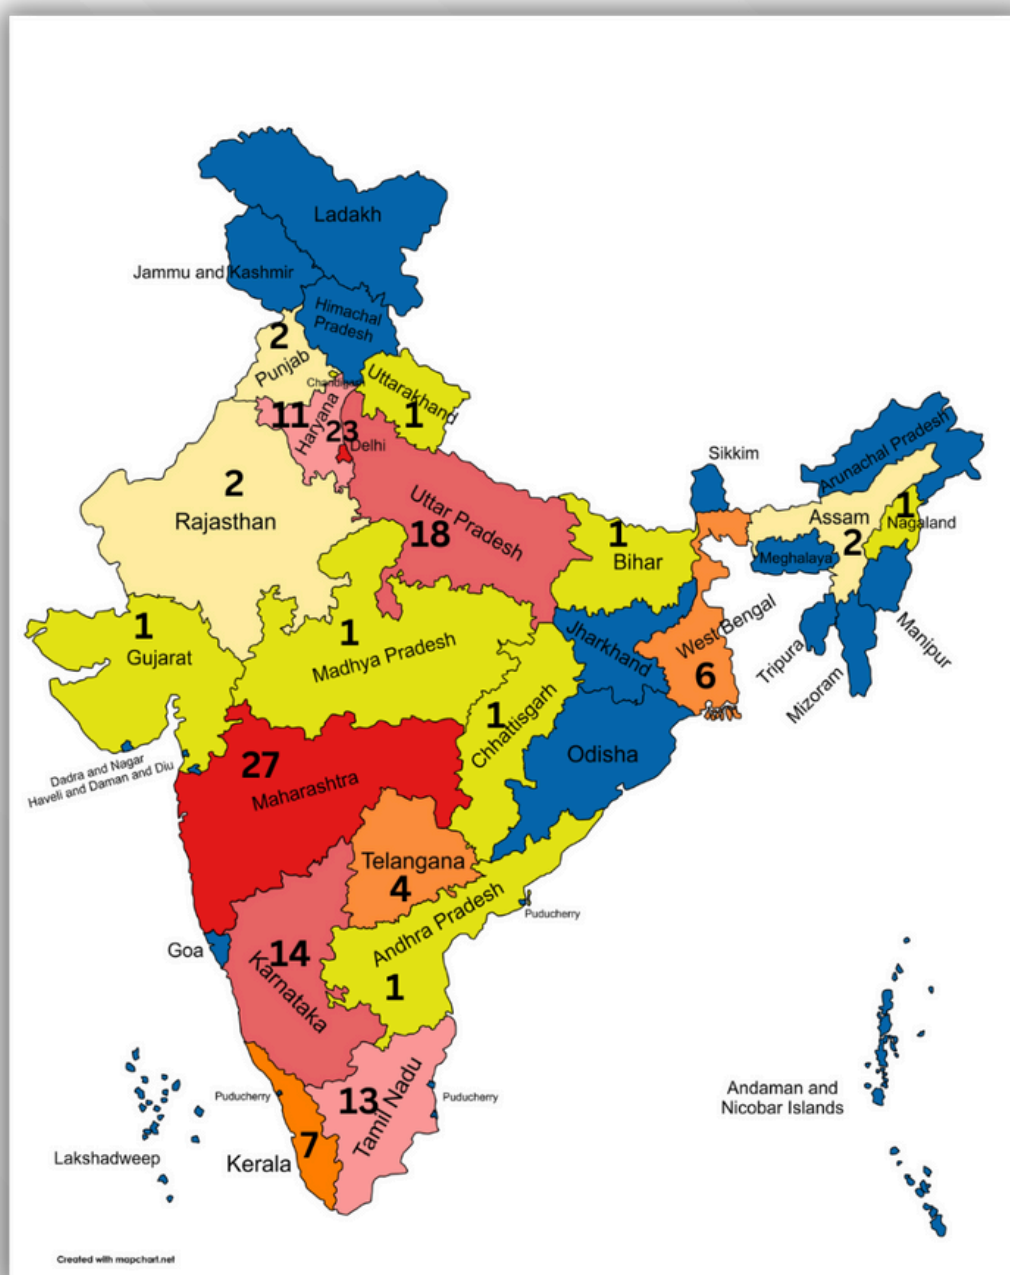 Ladakh
Jammu and Kashmir
Himachal
Pradesh
2
Punjab
Chandigarh
Uttarakhand
1
11
Haryana
23
Delhi
2
Rajasthan
Uttar Pradesh
18
Sikkim
Arunachal Pradesh
Assam
2
1
Nagaland
Meghalaya
1
Bihar
Manipur
Tripura
Mizoram
1
Gujarat
1
Madhya Pradesh
Jharkhand
West Bengal
6
1
Chhattisgarh
Odisha
Dadra and Nagar
Haveli and Daman and Diu
27
Maharashtra
Telangana
4
Andhra Pradesh
1
Puducherry
Goa
14
Karnataka
Puducherry
13
Tamil Nadu
Puducherry
Andaman and
Nicobar Islands
Lakshadweep
Kerala
7
Created with mapchart.net